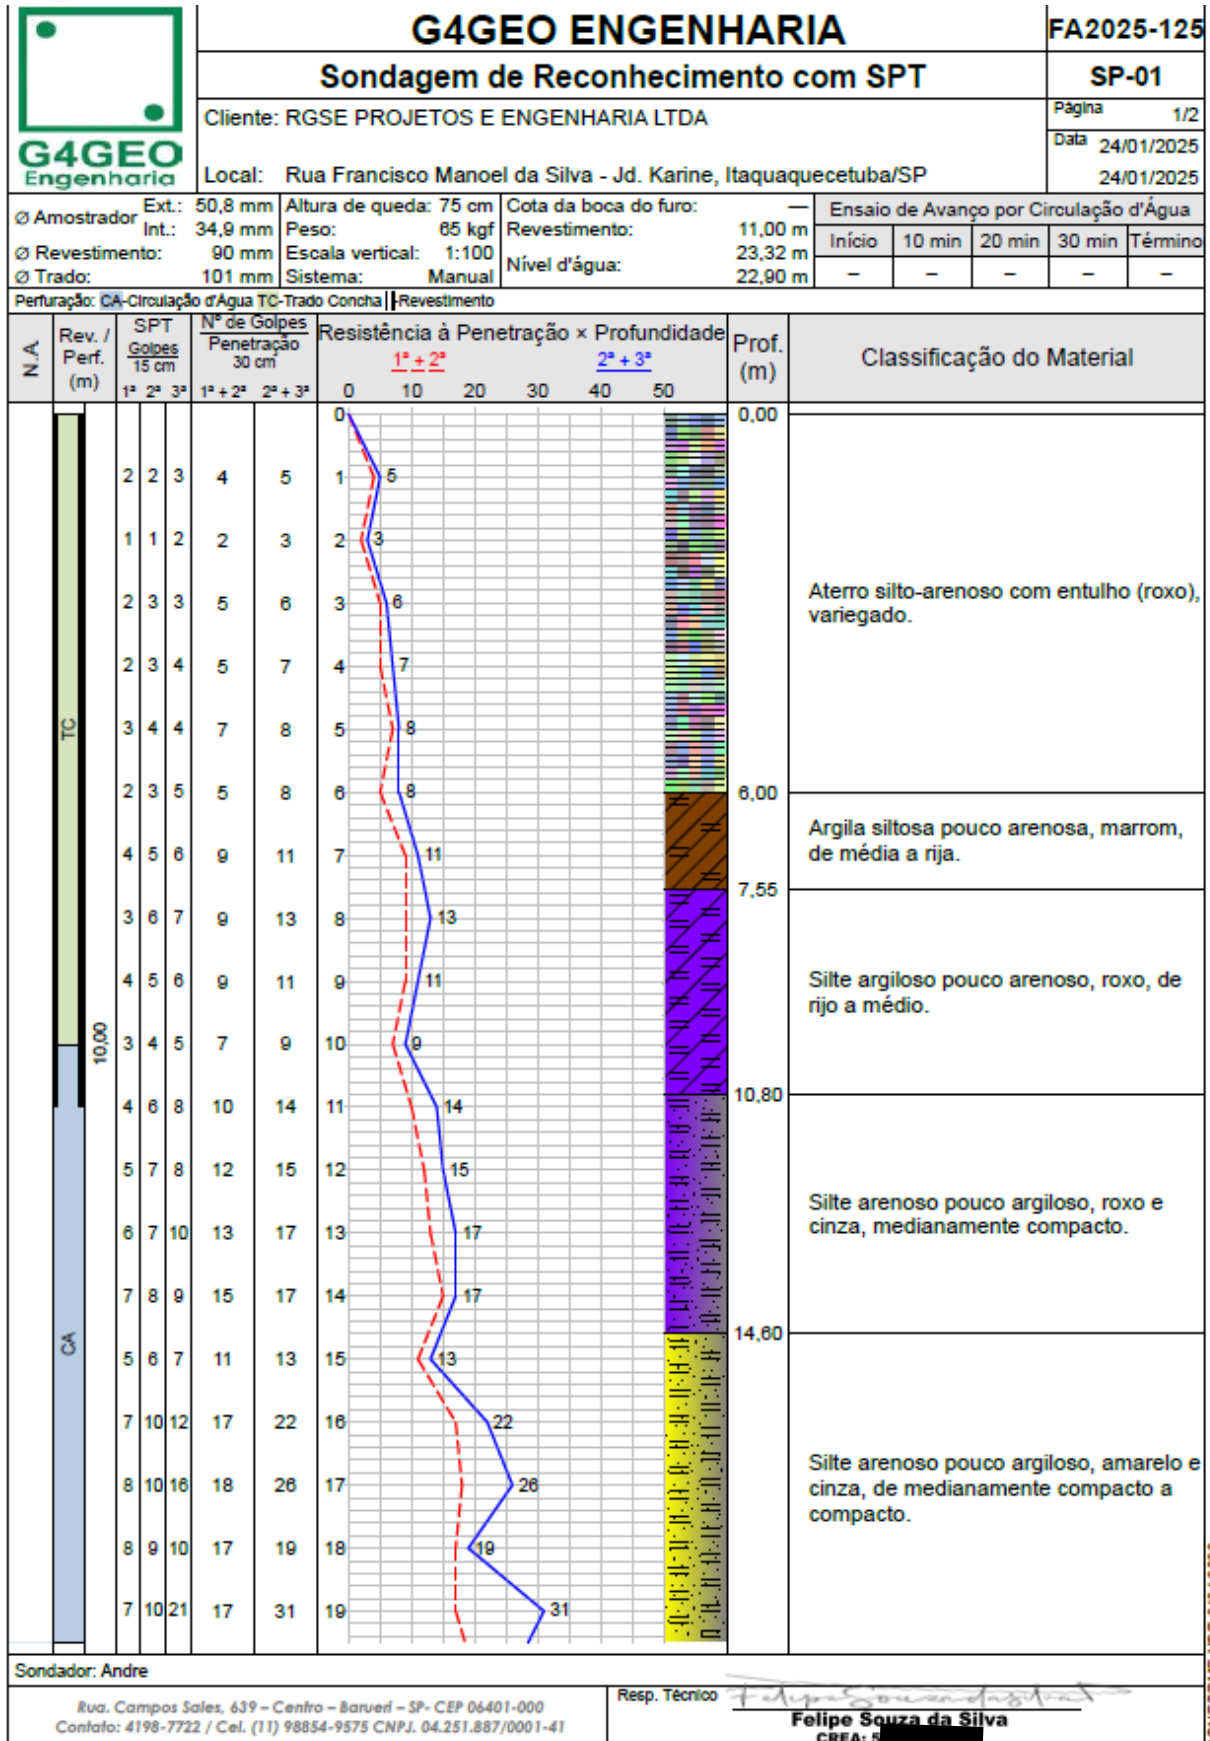 G4GEO
Engenharia
G4GEO ENGENHARIA
FA2025-125
Sondagem de Reconhecimento com SPT
SP-01
Cliente: RGSE PROJETOS E ENGENHARIA LTDA
Página 1/2
Data 24/01/2025
Local: Rua Francisco Manoel da Silva - Jd. Karine, Itaquaquecetuba/SP
24/01/2025
Ø Amostrador Ext.: 50,8 mm
Int.: 34,9 mm
Ø Revestimento: 90 mm
Ø Trado: 101 mm
Altura de queda: 75 cm
Peso: 65 kgf
Escala vertical: 1:100
Sistema: Manual
Cota da boca do furo: —
Revestimento: 11,00 m
Nível d'água: 23,32 m
22,90 m
Ensaio de Avanço por Circulação d'Água
Início 10 min 20 min 30 min Término
– – – – –
Perfuração: CA-Circulação d'Água TC-Trado Concha -Revestimento
N.A.
Rev. /
Perf.
(m)
SPT
Golpes
15 cm
1ª 2ª 3ª
Nº de Golpes
Penetração
30 cm
1ª + 2ª 2ª + 3ª
Resistência à Penetração × Profundidade
1ª + 2ª 2ª + 3ª
0 10 20 30 40 50
Prof.
(m)
Classificação do Material
0 0,00
2 2 3 4 5 1 5
1 1 2 2 3 2 3
2 3 3 5 6 3 6
Aterro silto-arenoso com entulho (roxo),
variegado.
2 3 4 5 7 4 7
TC
3 4 4 7 8 5 8
2 3 5 5 8 6 8 6,00
Argila siltosa pouco arenosa, marrom,
de média a rija.
4 5 6 9 11 7 11
7,55
3 6 7 9 13 8 13
4 5 6 9 11 9 11
Silte argiloso pouco arenoso, roxo, de
rijo a médio.
10,00
3 4 5 7 9 10 9
10,80
4 6 8 10 14 11 14
5 7 8 12 15 12 15
Silte arenoso pouco argiloso, roxo e
cinza, medianamente compacto.
6 7 10 13 17 13 17
7 8 9 15 17 14 17
14,60
CA
5 6 7 11 13 15 13
7 10 12 17 22 16 22
Silte arenoso pouco argiloso, amarelo e
cinza, de medianamente compacto a
compacto.
8 10 16 18 26 17 26
8 9 10 17 19 18 19
7 10 21 17 31 19 31
Sondador: Andre
Rua. Campos Sales, 639 – Centro – Barueri – SP- CEP 06401-000
Contato: 4198-7722 / Cel. (11) 98854-9575 CNPJ. 04.251.887/0001-41
Resp. Técnico
Felipe Souza da Silva
CREA: 5